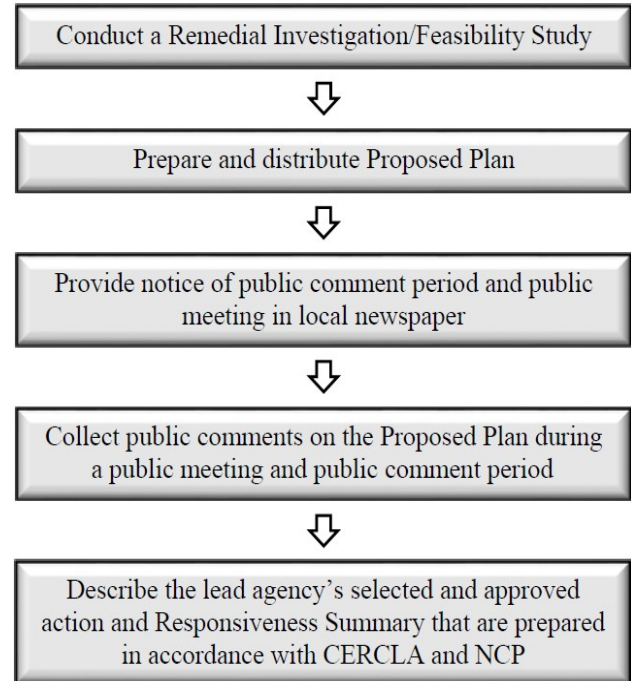 Conduct a Remedial Investigation/Feasibility Study
Prepare and distribute Proposed Plan
Provide notice of public comment period and public
meeting in local newspaper
Collect public comments on the Proposed Plan during
a public meeting and public comment period
Describe the lead agency’s selected and approved
action and Responsiveness Summary that are prepared
in accordance with CERCLA and NCP